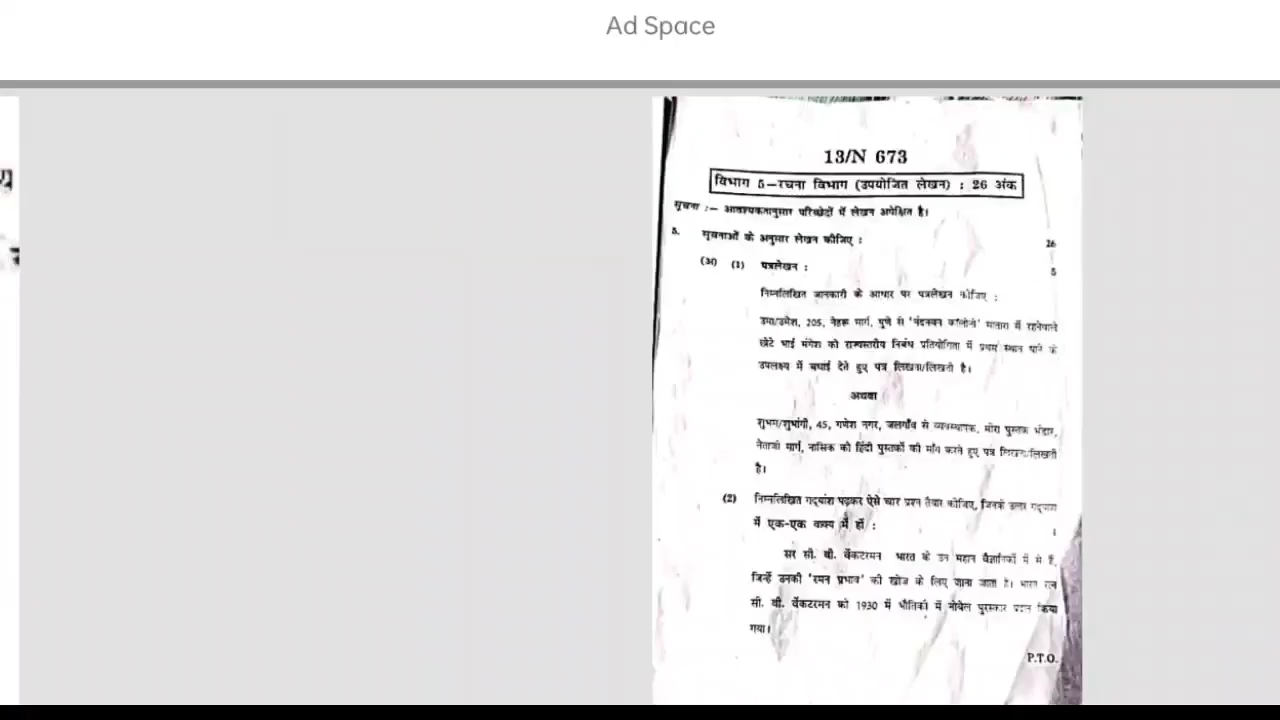 Ad Space
13/N 673
विभाग 5–रचना विभाग (उपयोजित लेखन) : 26 अंक
सूचना :– आवश्यकतानुसार परिच्छेदों में लेखन अपेक्षित है।
5. सूचनाओं के अनुसार लेखन कीजिए : 26
(अ) (1) पत्रलेखन : 5
निम्नलिखित जानकारी के आधार पर पत्रलेखन कीजिए :
उमा/उमेश, 205, नेहरू मार्ग, पुणे से 'नंदनवन कॉलोनी' सातारा में रहनेवाले
छोटे भाई मंगेश को राज्यस्तरीय निबंध प्रतियोगिता में प्रथम स्थान पाने के
उपलक्ष्य में बधाई देते हुए पत्र लिखता/लिखती है।
अथवा
शुभम/शुभांगी, 45, गणेश नगर, जलगाँव से व्यवस्थापक, मीरा पुस्तक भंडार,
नेताजी मार्ग, नासिक को हिंदी पुस्तकों की माँग करते हुए पत्र लिखता/लिखती
है।
(2) निम्नलिखित गद्यांश पढ़कर ऐसे चार प्रश्न तैयार कीजिए, जिनके उत्तर गद्यांश
में एक-एक वाक्य में हों :
सर सी. वी. वेंकटरमन भारत के उन महान वैज्ञानिकों में से हैं,
जिन्हें उनकी 'रमन प्रभाव' की खोज के लिए जाना जाता है। भारत रत्न
सी. वी. वेंकटरमन को 1930 में भौतिकी में नोबेल पुरस्कार प्रदान किया
गया।
P.T.O.